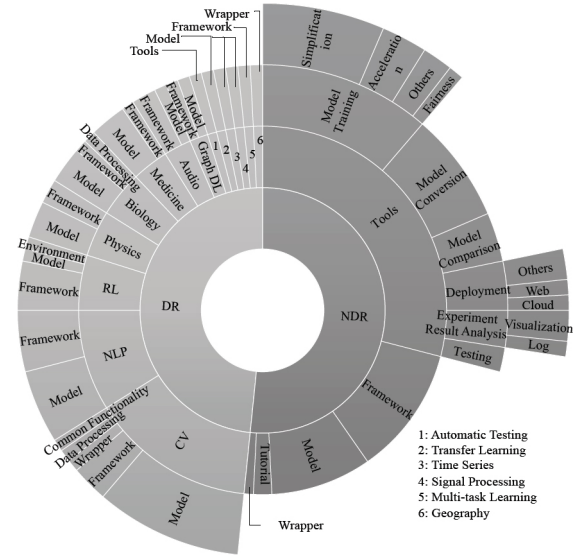 Wrapper
Framework
Model
Tools
Simplificat
ion
Acceleratio
n
Others
Fairness
Model
Training
Model
Conversion
Model
Comparison
Tools
Deployment
Others
Web
Cloud
Experiment
Result Analysis
Visualization
Log
Testing
NDR
Framework
Model
Tutorial
Wrapper
DR
CV
Model
Framework
Wrapper
Data Processing
Common Functionality
NLP
Model
Framework
RL
Framework
Model
Environment
Physics
Model
Framework
Biology
Model
Framework
Data Processing
Medicine
Model
Framework
Audio
Framework
Model
Graph DL
Framework
Model
1
2
3
4
5
6
1: Automatic Testing
2: Transfer Learning
3: Time Series
4: Signal Processing
5: Multi-task Learning
6: Geography